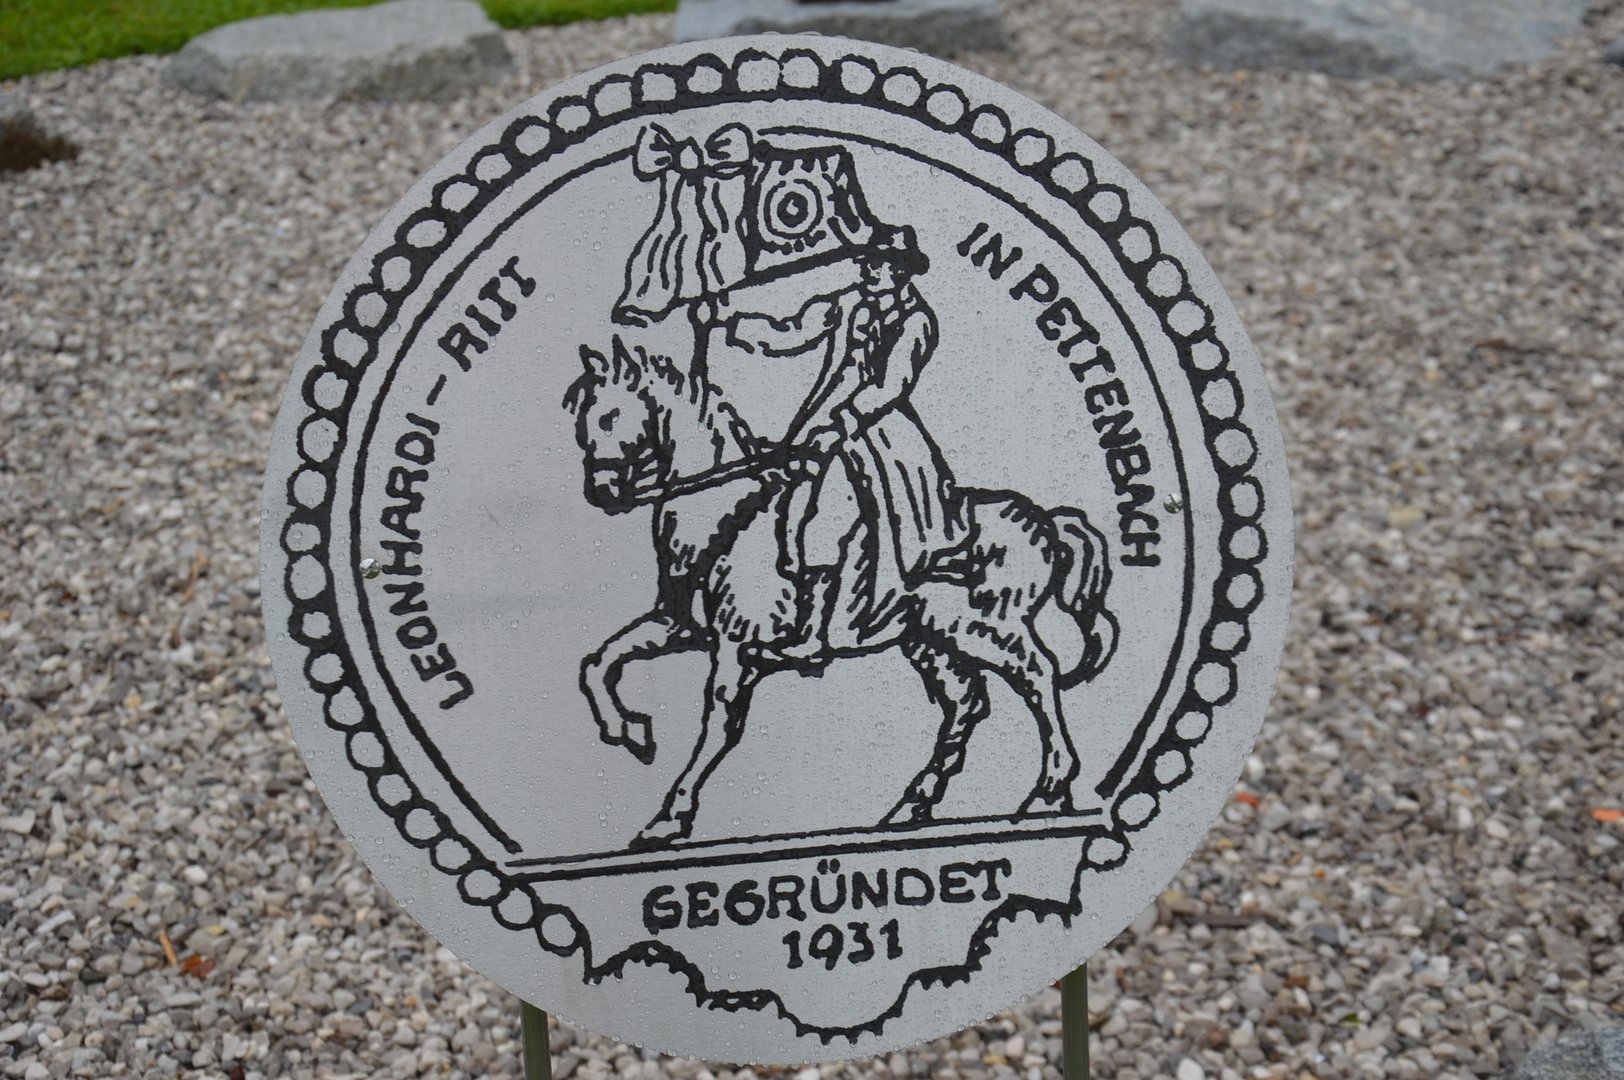 LEONHARDI – RITT
IN PETTENBACH
GEGRÜNDET
1931